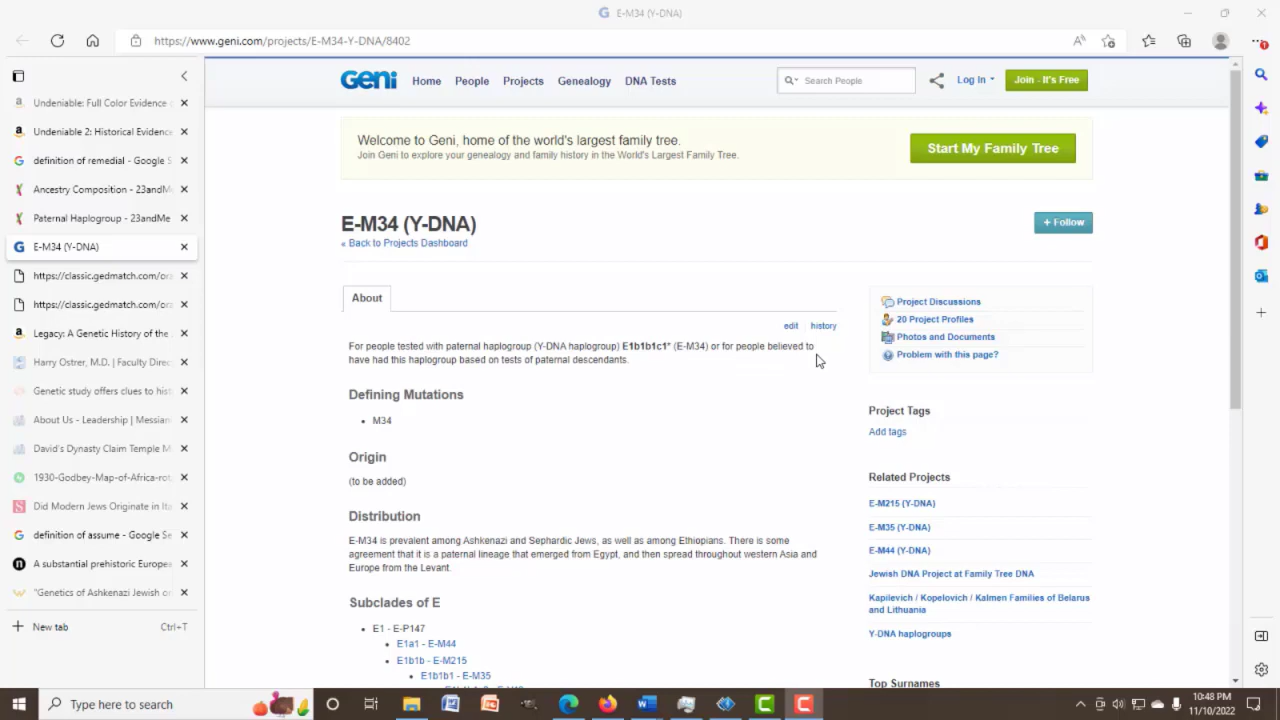 E-M34 (Y-DNA)
https://www.geni.com/projects/E-M34-Y-DNA/8402
Undeniable: Full Color Evidence
Undeniable 2: Historical Evidence
definition of remedial - Google S
Ancestry Composition - 23andMe
Paternal Haplogroup - 23andMe
E-M34 (Y-DNA)
https://classic.gedmatch.com/ora
https://classic.gedmatch.com/ora
Legacy: A Genetic History of the
Harry Ostrer, M.D. | Faculty Direc
Genetic study offers clues to hist
About Us - Leadership | Messian
David's Dynasty Claim Temple M
1930-Godbey-Map-of-Africa-rot
Did Modern Jews Originate in Ita
definition of assume - Google Se
A substantial prehistoric Europe
"Genetics of Ashkenazi Jewish or
New tab Ctrl+T
Geni Home People Projects Genealogy DNA Tests Search People Log In Join - It's Free
Welcome to Geni, home of the world's largest family tree.
Join Geni to explore your genealogy and family history in the World's Largest Family Tree.
Start My Family Tree
E-M34 (Y-DNA)
+ Follow
« Back to Projects Dashboard
About
edit history
For people tested with paternal haplogroup (Y-DNA haplogroup) E1b1b1c1* (E-M34) or for people believed to
have had this haplogroup based on tests of paternal descendants.
Defining Mutations
• M34
Origin
(to be added)
Distribution
E-M34 is prevalent among Ashkenazi and Sephardic Jews, as well as among Ethiopians. There is some
agreement that it is a paternal lineage that emerged from Egypt, and then spread throughout western Asia and
Europe from the Levant.
Subclades of E
• E1 - E-P147
• E1a1 - E-M44
• E1b1b - E-M215
• E1b1b1 - E-M35
Project Discussions
20 Project Profiles
Photos and Documents
Problem with this page?
Project Tags
Add tags
Related Projects
E-M215 (Y-DNA)
E-M35 (Y-DNA)
E-M44 (Y-DNA)
Jewish DNA Project at Family Tree DNA
Kapilevich / Kopelovich / Kalmen Families of Belarus
and Lithuania
Y-DNA haplogroups
Top Surnames
Type here to search
10:48 PM
11/10/2022